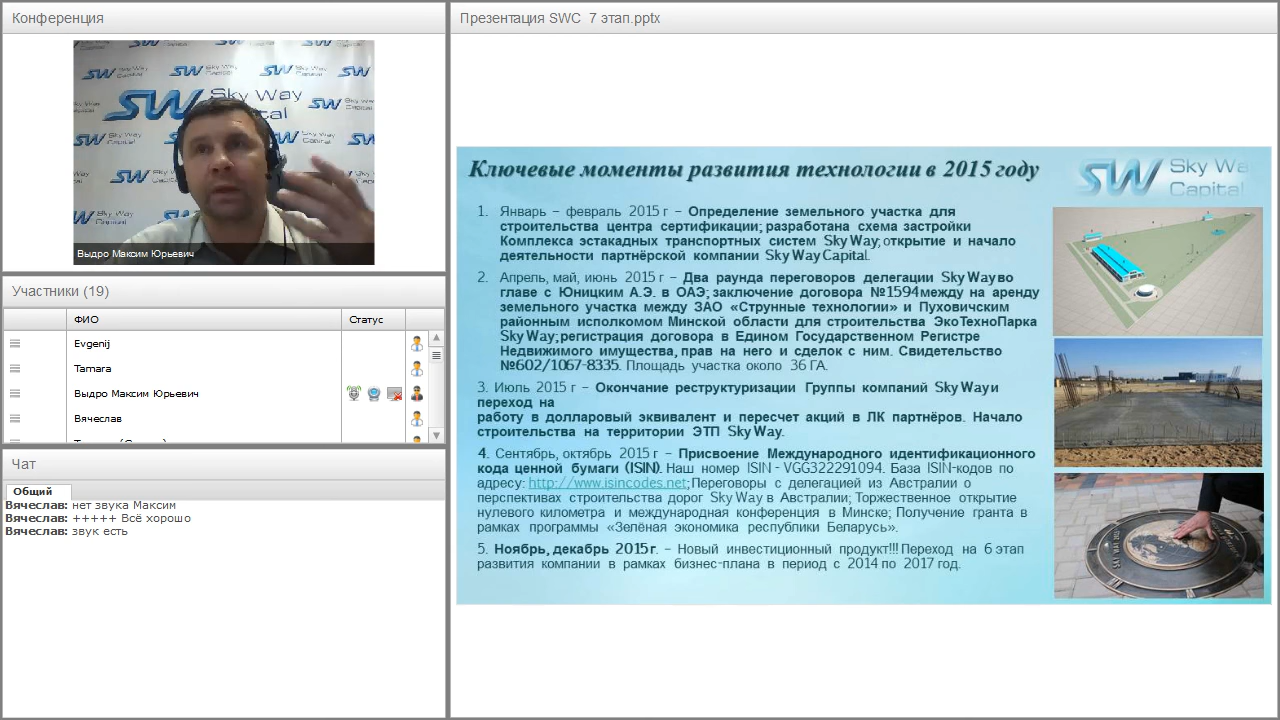 Конференция
SW Sky Way Capital
Выдро Максим Юрьевич
Участники (19)
ФИО
Статус
Evgenij
Tamara
Выдро Максим Юрьевич
Вячеслав
Чат
Общий
Вячеслав: нет звука Максим
Вячеслав: +++++ Всё хорошо
Вячеслав: звук есть
Презентация SWC 7 этап.pptx
Ключевые моменты развития технологии в 2015 году
SW Sky Way
Capital
1. Январь – февраль 2015 г – Определение земельного участка для
строительства центра сертификации; разработана схема застройки
Комплекса эстакадных транспортных систем Sky Way; открытие и начало
деятельности партнёрской компании Sky Way Capital.
2. Апрель, май, июнь 2015 г – Два раунда переговоров делегации Sky Way во
главе с Юницким А.Э. в ОАЭ; заключение договора №1594 между на аренду
земельного участка между ЗАО «Струнные технологии» и Пуховичским
районным исполкомом Минской области для строительства ЭкоТехноПарка
Sky Way; регистрация договора в Едином Государственном Регистре
Недвижимого имущества, прав на него и сделок с ним. Свидетельство
№602/1067-8335. Площадь участка около 36 ГА.
3. Июль 2015 г – Окончание реструктуризации Группы компаний Sky Way и
переход на
работу в долларовый эквивалент и пересчет акций в ЛК партнёров. Начало
строительства на территории ЭТП Sky Way.
4. Сентябрь, октябрь 2015 г – Присвоение Международного идентификационного
кода ценной бумаги (ISIN). Наш номер ISIN - VGG322291094. База ISIN-кодов по
адресу: http://www.isincodes.net; Переговоры с делегацией из Австралии о
перспективах строительства дорог Sky Way в Австралии; Торжественное открытие
нулевого километра и международная конференция в Минске; Получение гранта в
рамках программы «Зелёная экономика республики Беларусь».
5. Ноябрь, декабрь 2015 г. – Новый инвестиционный продукт!!! Переход на 6 этап
развития компании в рамках бизнес-плана в период с 2014 по 2017 год.